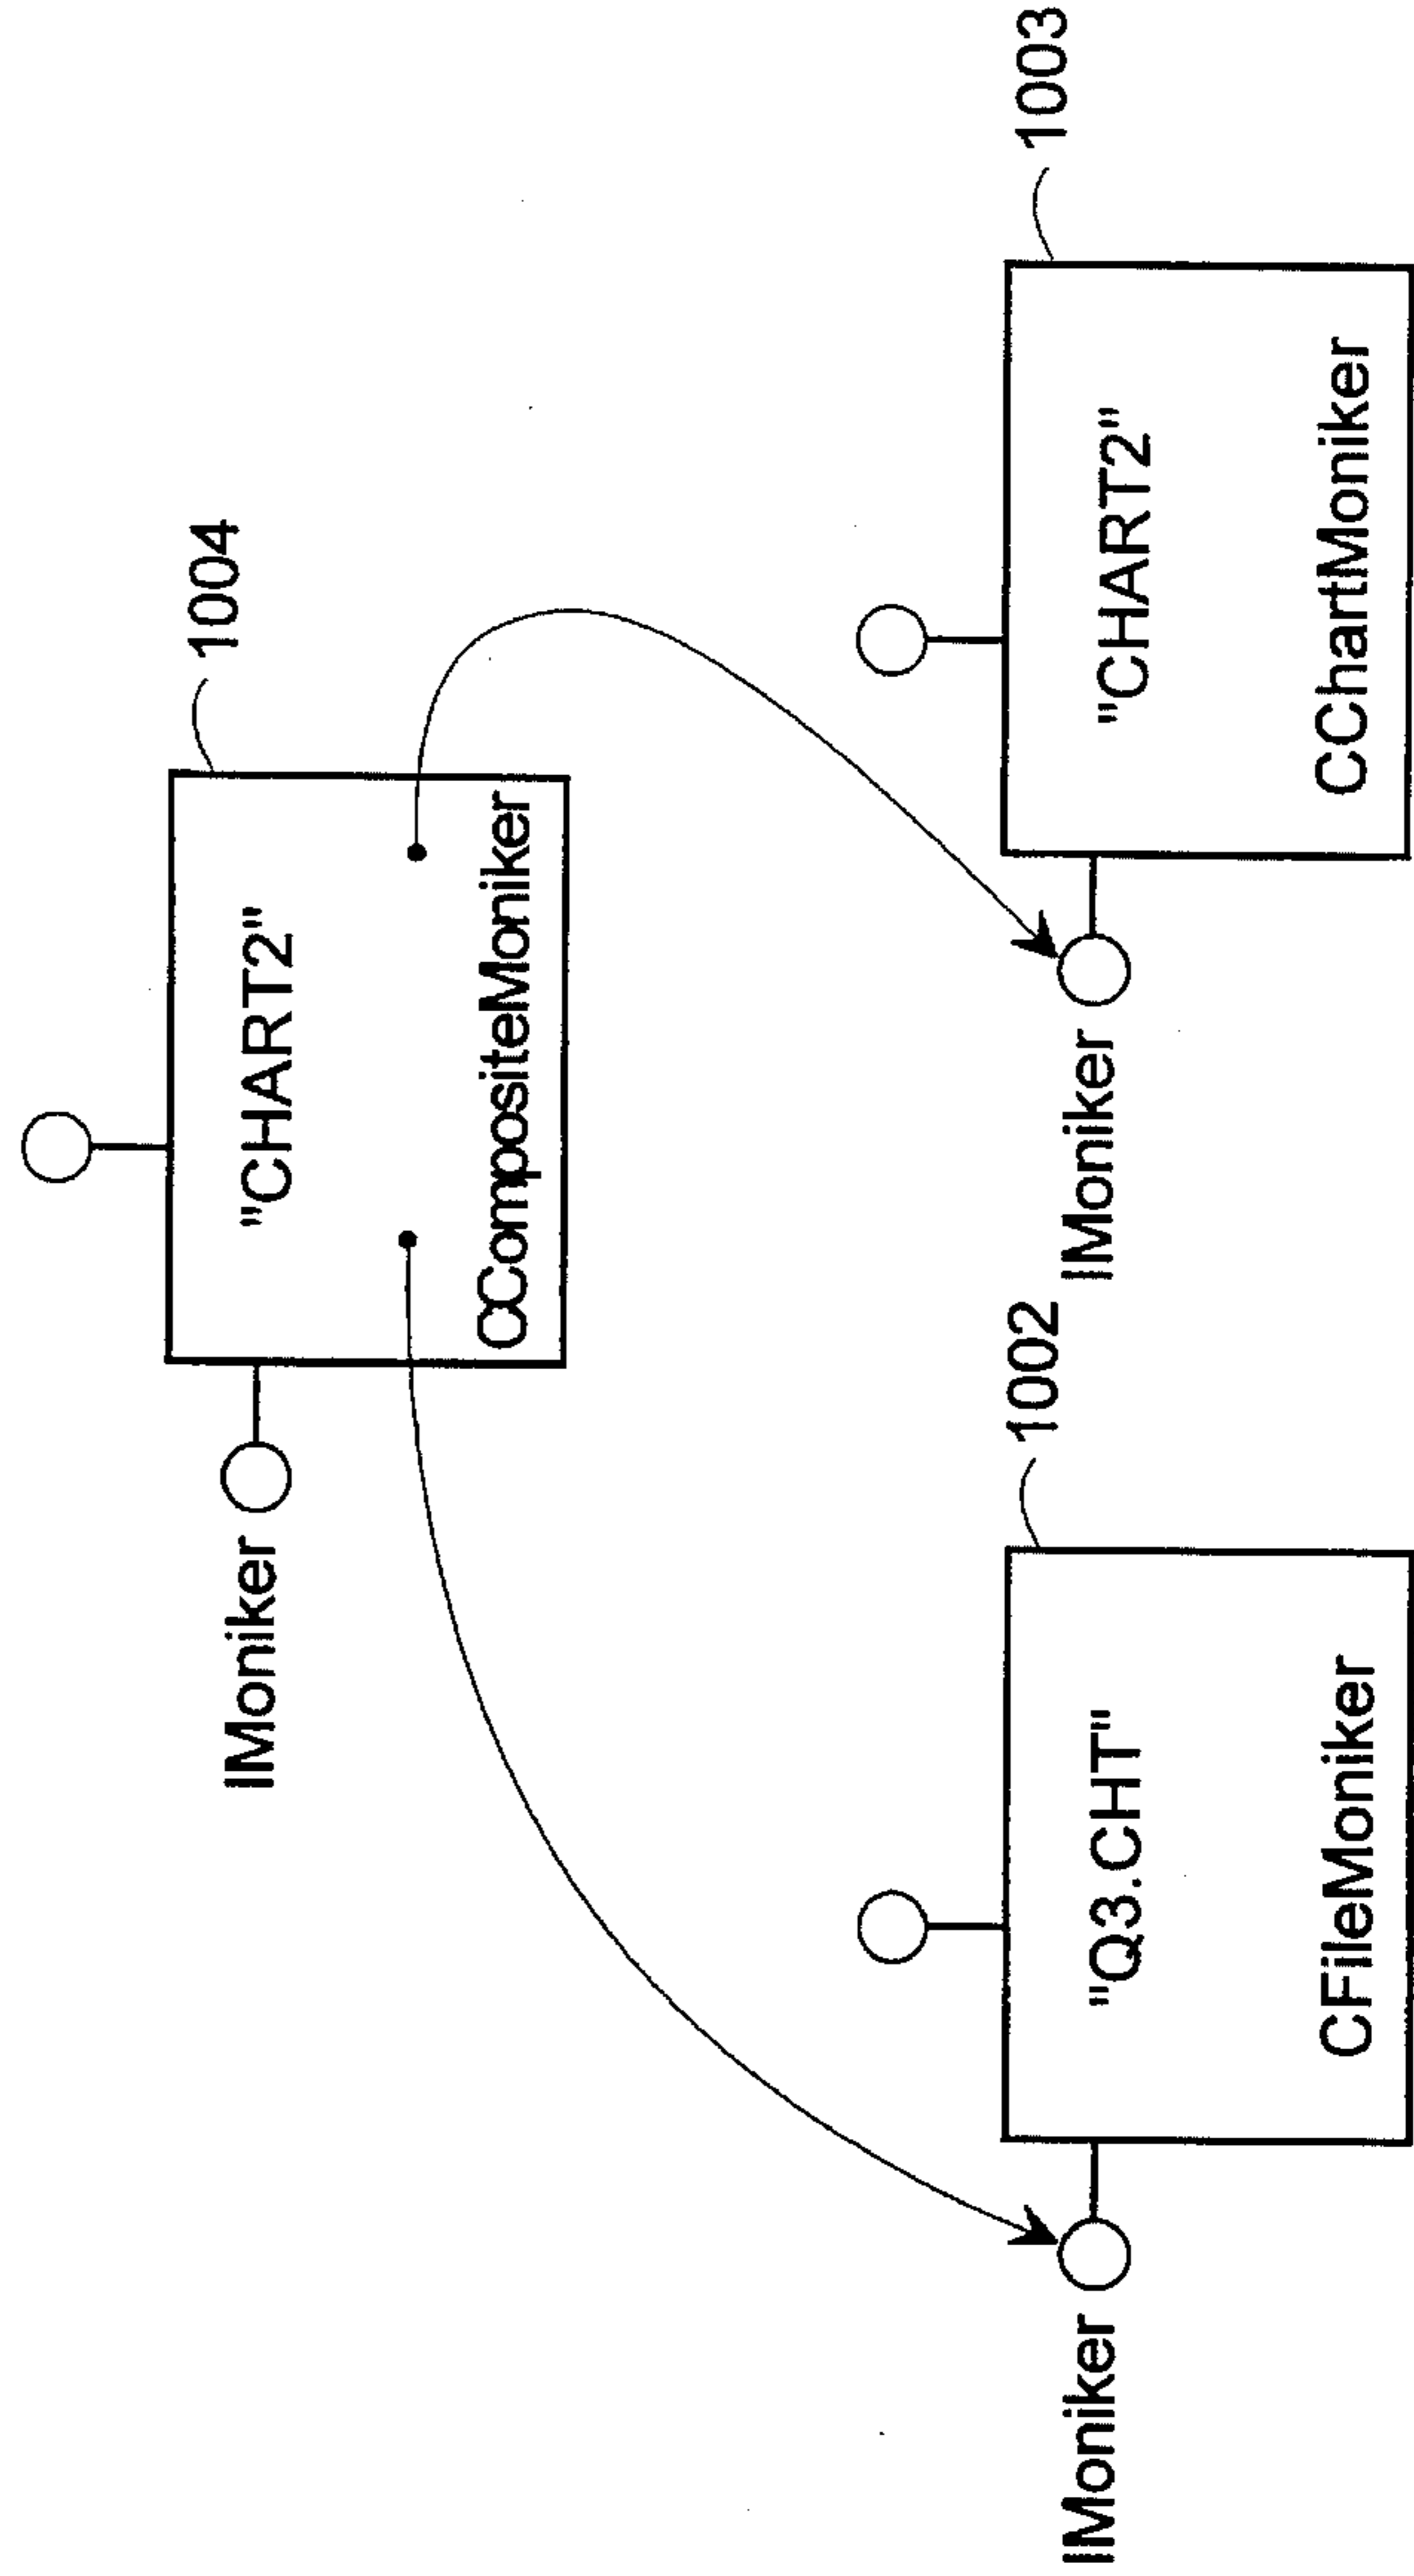 1004
"CHART2"
IMoniker
CCompositeMoniker
1002
1003
"Q3.CHT"
IMoniker
CFileMoniker
"CHART2"
IMoniker
CChartMoniker